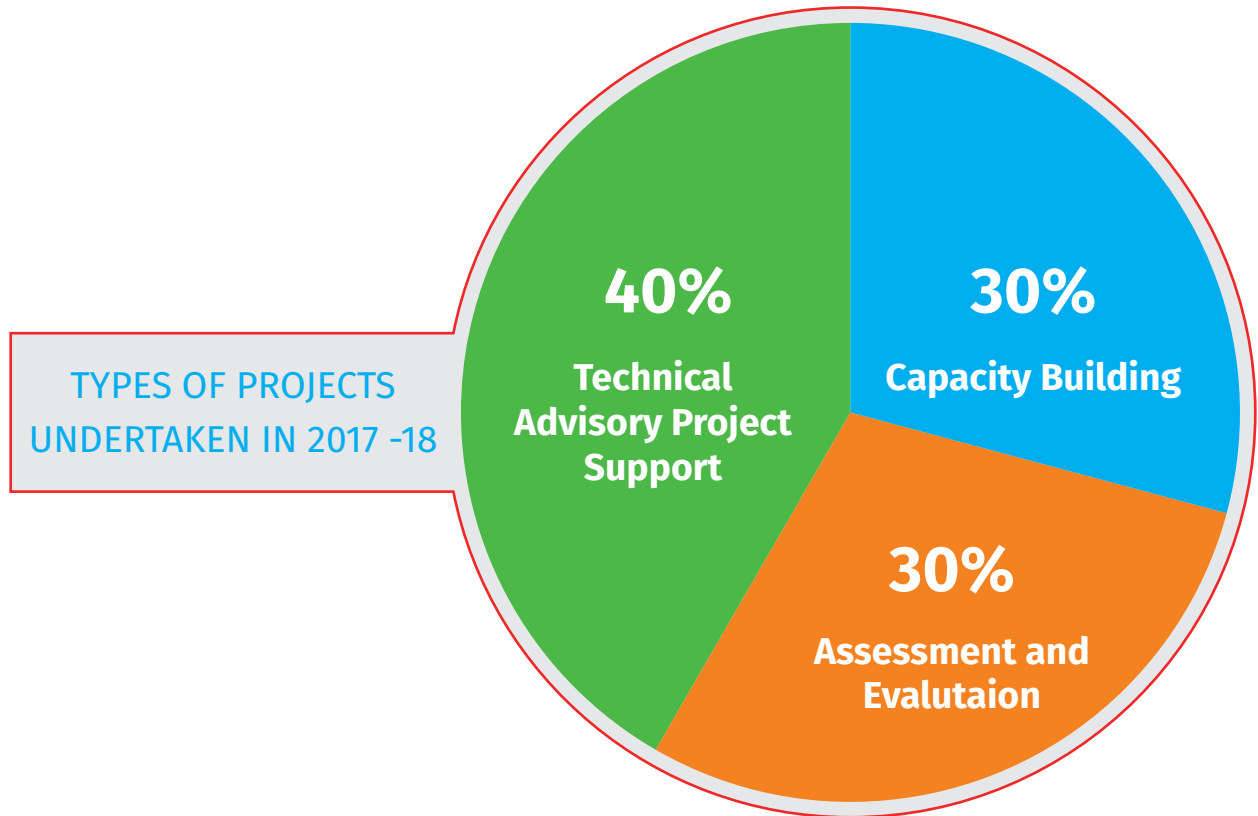 TYPES OF PROJECTS
UNDERTAKEN IN 2017 -18
40%
Technical
Advisory Project
Support
30%
Capacity Building
30%
Assessment and
Evalutaion